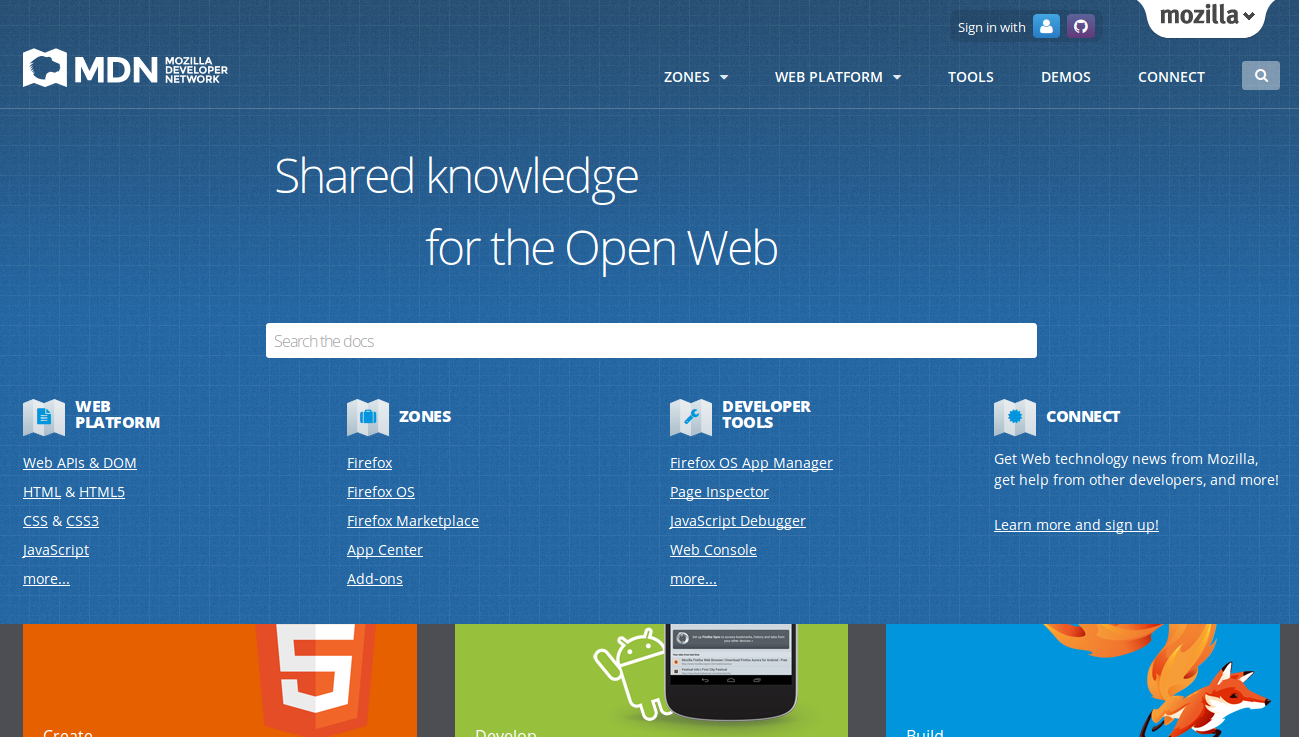 Sign in with
mozilla
MDN MOZILLA DEVELOPER NETWORK
ZONES WEB PLATFORM TOOLS DEMOS CONNECT
Shared knowledge
for the Open Web
Search the docs
WEB
PLATFORM
Web APIs & DOM
HTML & HTML5
CSS & CSS3
JavaScript
more...
ZONES
Firefox
Firefox OS
Firefox Marketplace
App Center
Add-ons
DEVELOPER
TOOLS
Firefox OS App Manager
Page Inspector
JavaScript Debugger
Web Console
more...
CONNECT
Get Web technology news from Mozilla,
get help from other developers, and more!
Learn more and sign up!
5
Create
Develop
Build